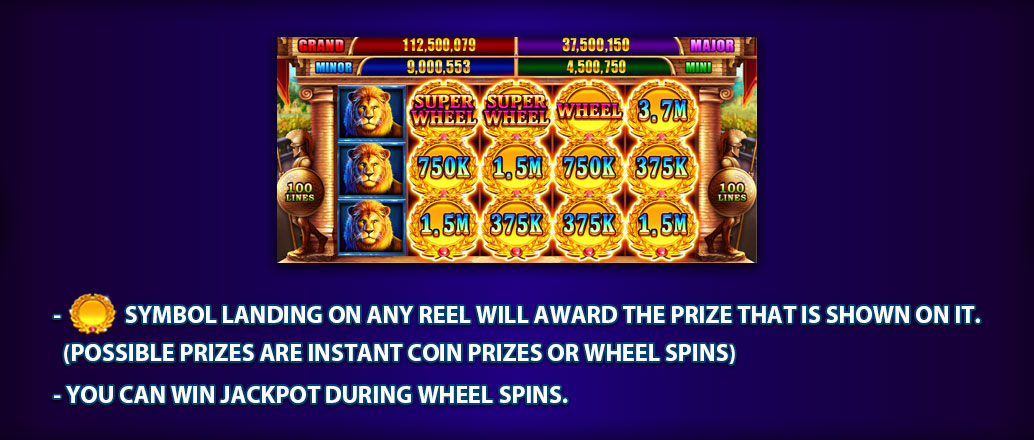 GRAND 112,500,079 37,500,150 MAJOR
MINOR 9,000,553 4,500,750 MINI
SUPER WHEEL SUPER WHEEL WHEEL 3.7M
750K 1.5M 750K 375K
100 LINES 100 LINES
1.5M 375K 375K 1.5M
- SYMBOL LANDING ON ANY REEL WILL AWARD THE PRIZE THAT IS SHOWN ON IT.
(POSSIBLE PRIZES ARE INSTANT COIN PRIZES OR WHEEL SPINS)
- YOU CAN WIN JACKPOT DURING WHEEL SPINS.